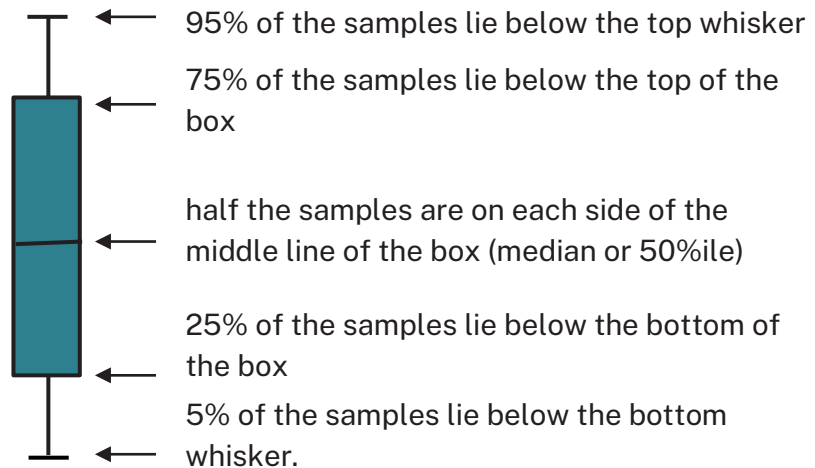 95% of the samples lie below the top whisker
75% of the samples lie below the top of the
box
half the samples are on each side of the
middle line of the box (median or 50%ile)
25% of the samples lie below the bottom of
the box
5% of the samples lie below the bottom
whisker.